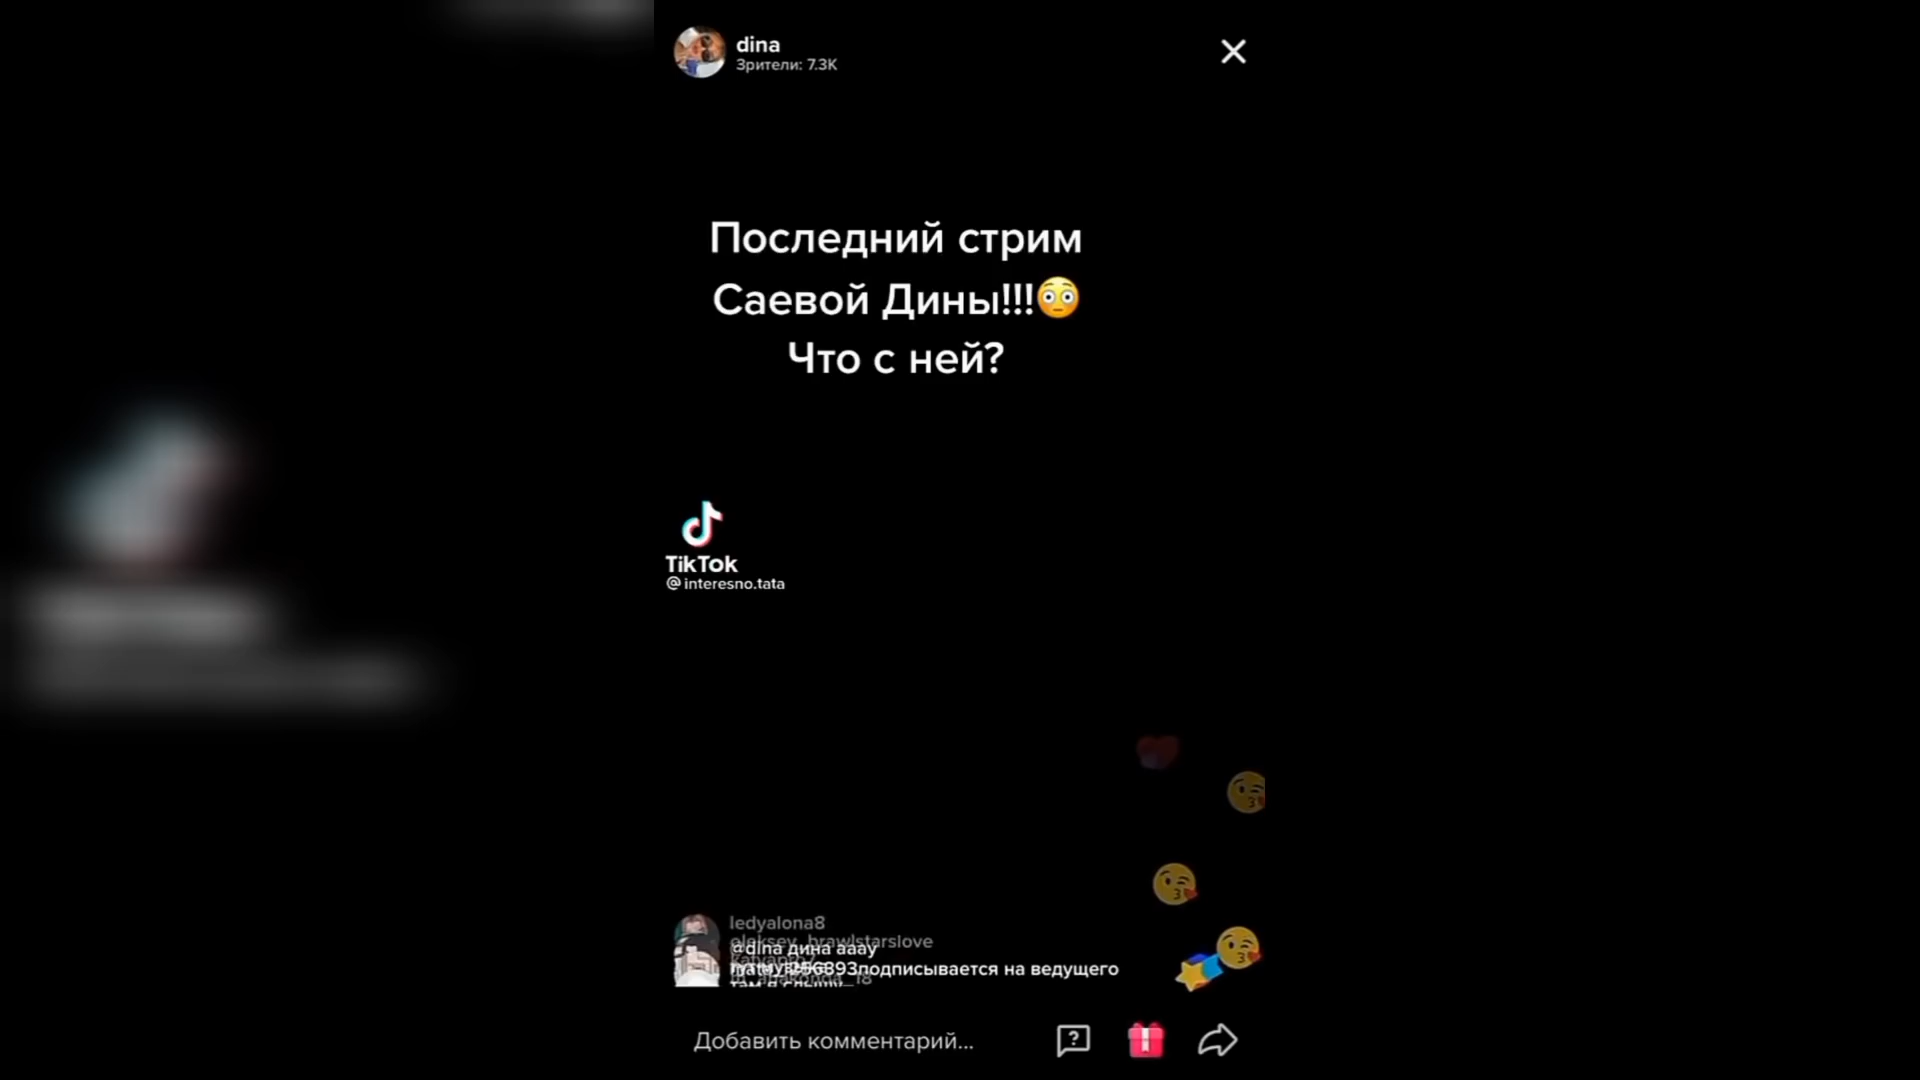 dina
Зрители: 7.3K
Последний стрим
Саевой Дины!!!
Что с ней?
TikTok
@interesno.tata
ledyalona8
oleksey_brawlstarslove
@dina дина аааy
подписывается на ведущего
Добавить комментарий...